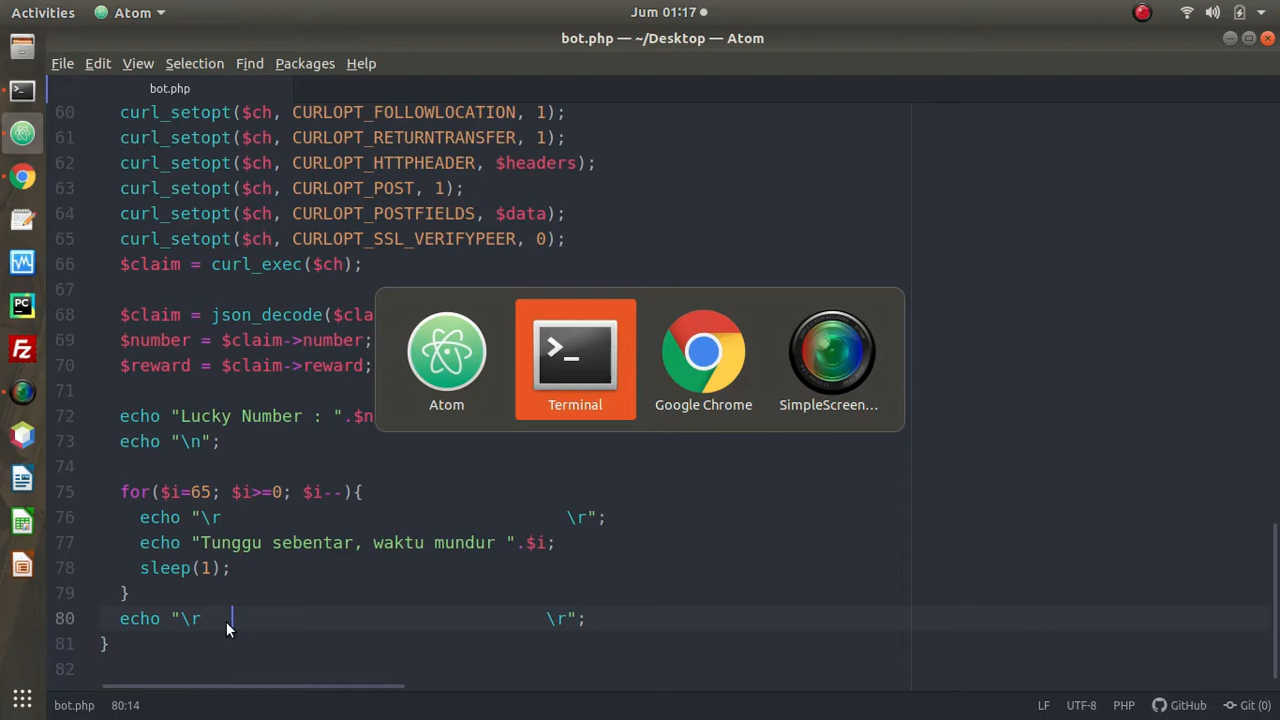 Activities Atom Jum 01:17
bot.php — ~/Desktop — Atom
File Edit View Selection Find Packages Help
bot.php
60 curl_setopt($ch, CURLOPT_FOLLOWLOCATION, 1);
61 curl_setopt($ch, CURLOPT_RETURNTRANSFER, 1);
62 curl_setopt($ch, CURLOPT_HTTPHEADER, $headers);
63 curl_setopt($ch, CURLOPT_POST, 1);
64 curl_setopt($ch, CURLOPT_POSTFIELDS, $data);
65 curl_setopt($ch, CURLOPT_SSL_VERIFYPEER, 0);
66 $claim = curl_exec($ch);
67
68 $claim = json_decode($cla
69 $number = $claim->number;
70 $reward = $claim->reward;
71
72 echo "Lucky Number : ".$n
73 echo "\n";
74
75 for($i=65; $i>=0; $i--){
76 echo "\r                                  \r";
77 echo "Tunggu sebentar, waktu mundur ".$i;
78 sleep(1);
79 }
80 echo "\r                                  \r";
81 }
82
Atom Terminal Google Chrome SimpleScreen...
bot.php 80:14 LF UTF-8 PHP GitHub Git (0)